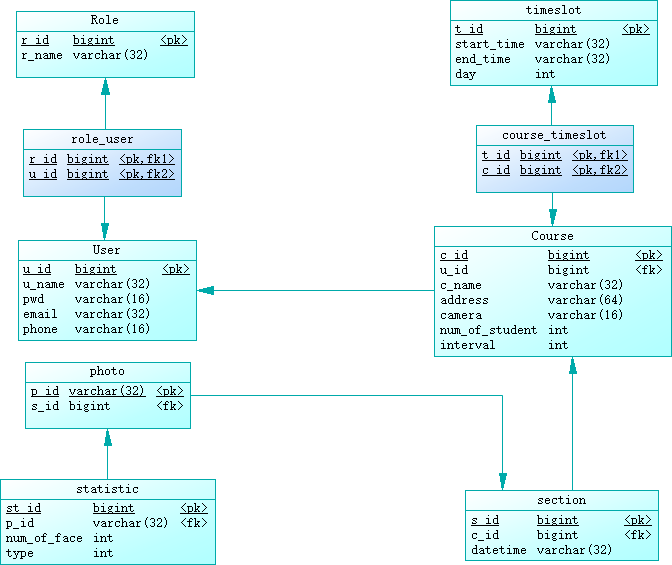 Role
r_id bigint <pk>
r_name varchar(32)
role_user
r_id bigint <pk,fk1>
u_id bigint <pk,fk2>
User
u_id bigint <pk>
u_name varchar(32)
pwd varchar(16)
email varchar(32)
phone varchar(16)
photo
p_id varchar(32) <pk>
s_id bigint <fk>
statistic
st_id bigint <pk>
p_id varchar(32) <fk>
num_of_face int
type int
timeslot
t_id bigint <pk>
start_time varchar(32)
end_time varchar(32)
day int
course_timeslot
t_id bigint <pk,fk1>
c_id bigint <pk,fk2>
Course
c_id bigint <pk>
u_id bigint <fk>
c_name varchar(32)
address varchar(64)
camera varchar(16)
num_of_student int
interval int
section
s_id bigint <pk>
c_id bigint <fk>
datetime varchar(32)